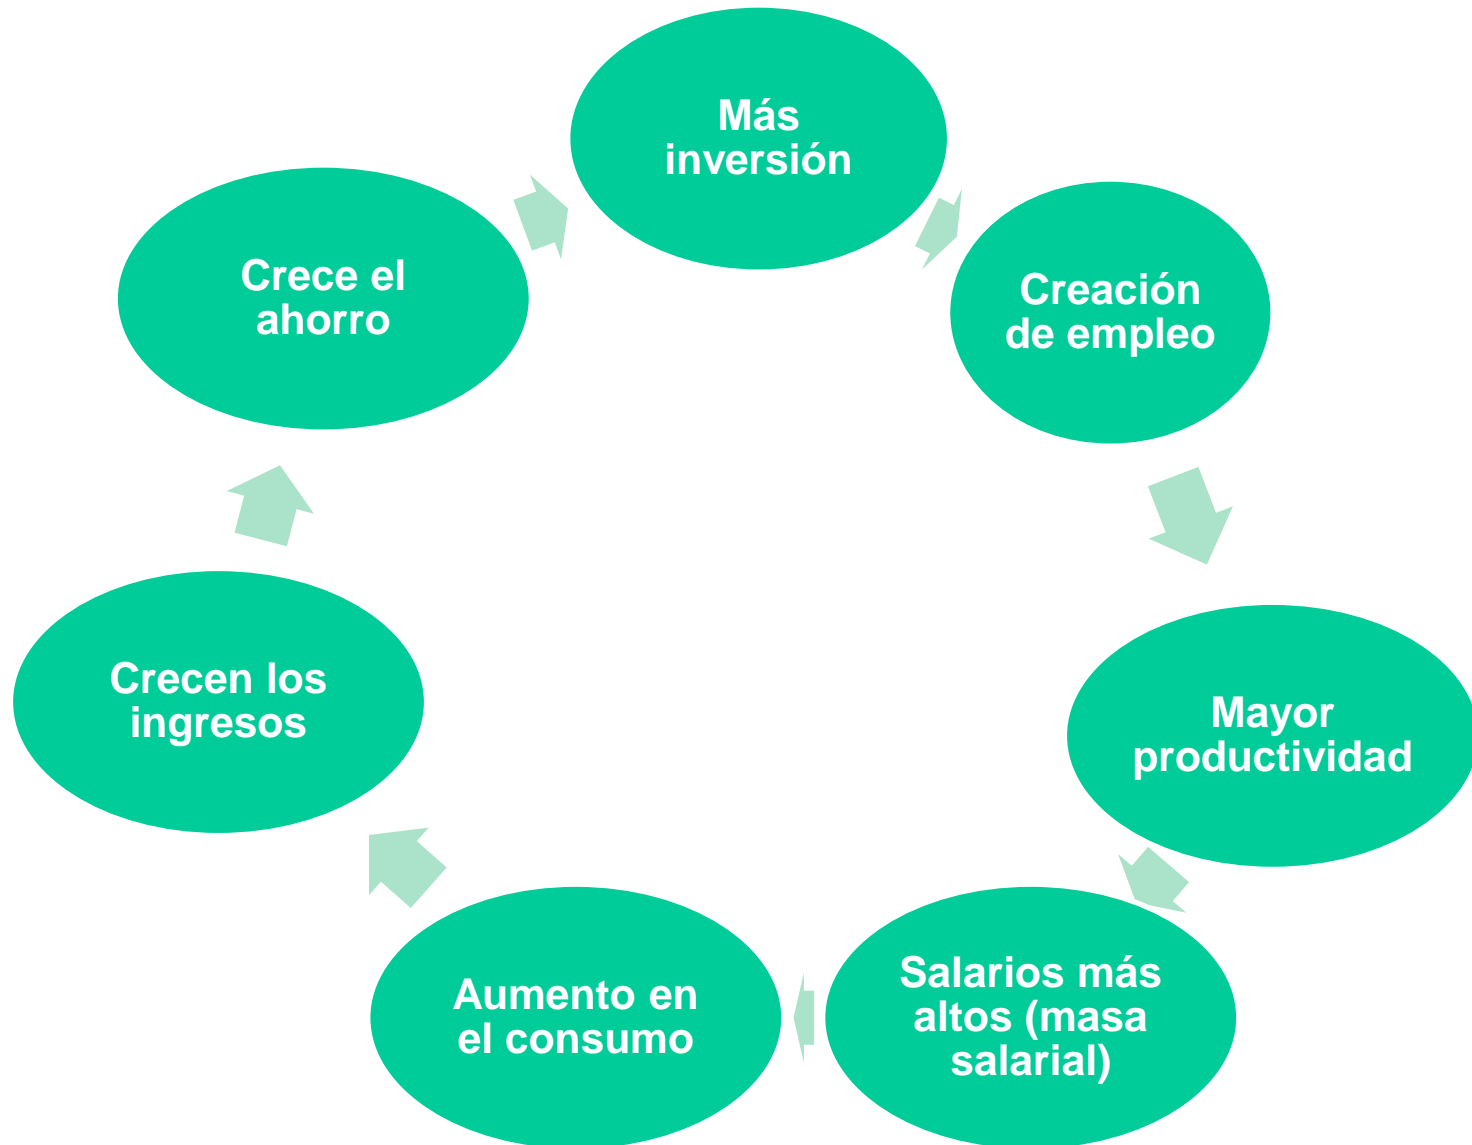 Más
inversión
Creación
de empleo
Mayor
productividad
Salarios más
altos (masa
salarial)
Aumento en
el consumo
Crecen los
ingresos
Crece el
ahorro